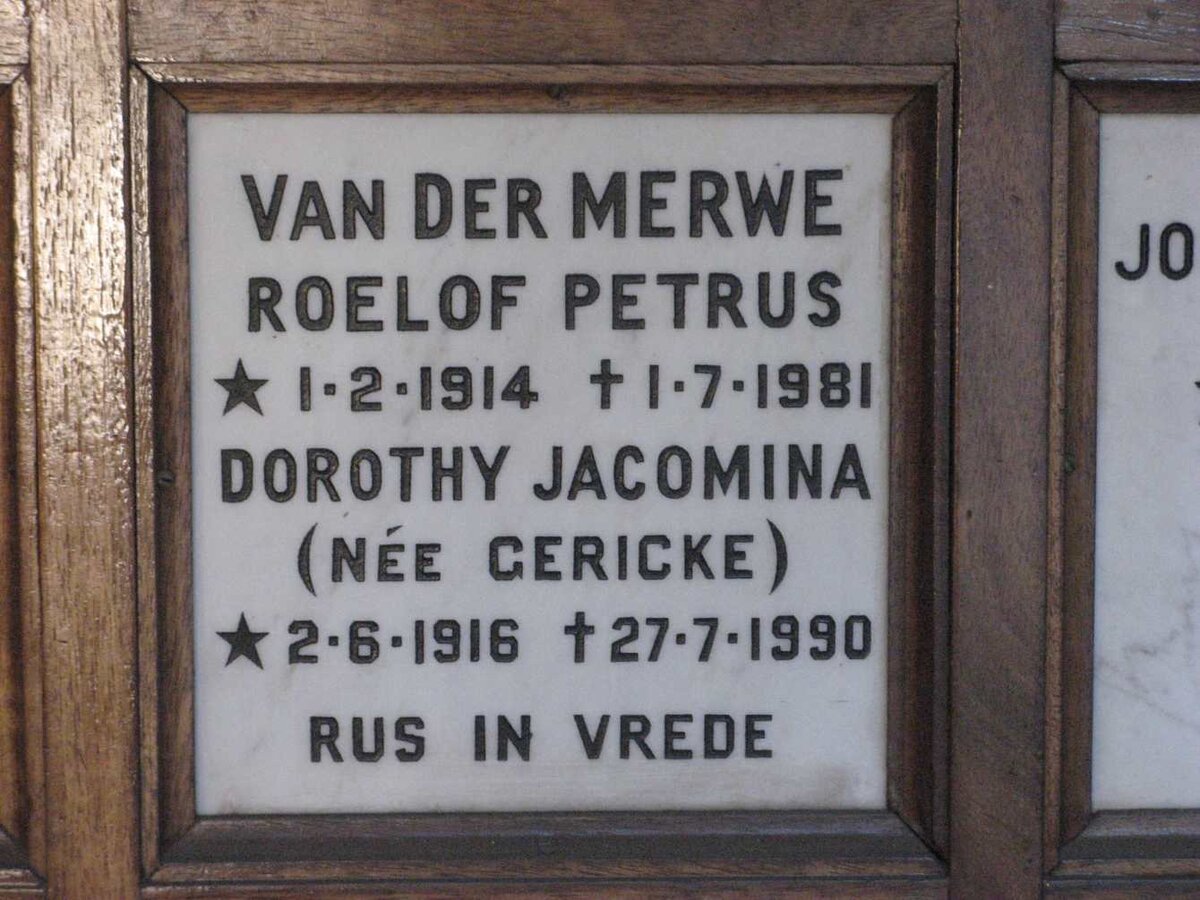 VAN DER MERWE
ROELOF PETRUS
★ 1·2·1914 †1·7·1981
DOROTHY JACOMINA
(NÉE GERICKE)
★ 2·6·1916 †27·7·1990
RUS IN VREDE
JO